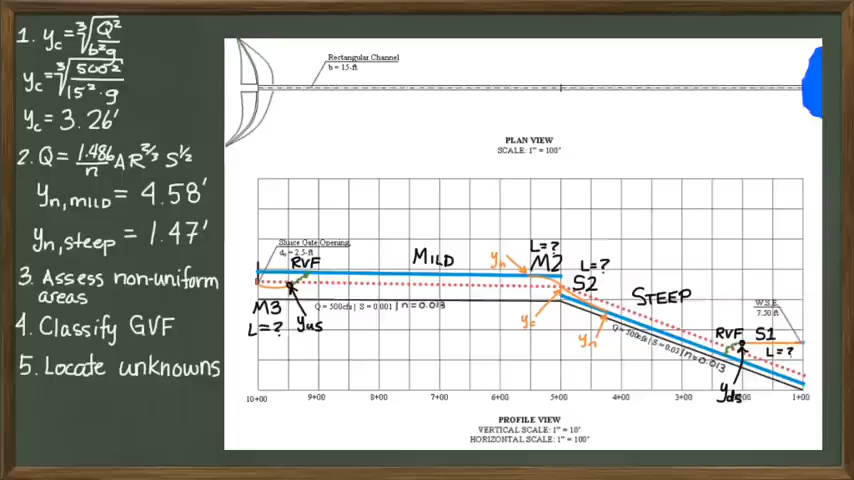 1. yc = ³√Q²/b²g
yc = ³√500²/15²·g
yc = 3.26'
2. Q = 1.486/n A R^2/3 S^1/2
yn,MILD = 4.58'
yn,steep = 1.47'
3. Assess non-uniform
areas
4. Classify GVF
5. Locate unknowns
Rectangular Channel
b = 15-ft
PLAN VIEW
SCALE: 1" = 100'
Sluice Gate Opening,
RVF
MILD
L=?
yn
M2
L=?
S2
STEEP
M3
L=?
yus
Q = 500cfs | S = 0.001 | n = 0.013
yc
yn
Q = 500cfs | S = 0.03 | n = 0.013
W.S.E.
7.50 ft
RVF
S1
L=?
yds
10+00 9+00 8+00 7+00 6+00 5+00 4+00 3+00 2+00 1+00
PROFILE VIEW
VERTICAL SCALE: 1" = 10'
HORIZONTAL SCALE: 1" = 100'